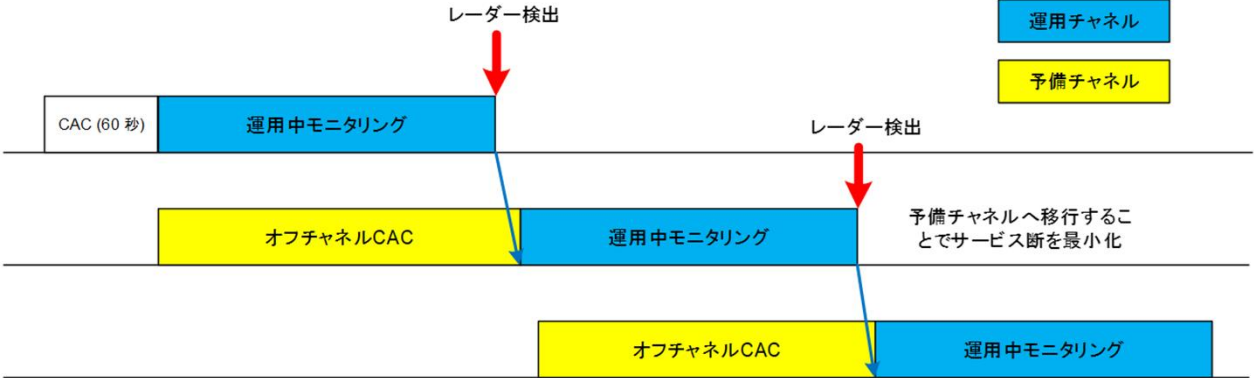 レーダー検出
運用チャネル
予備チャネル
CAC (60 秒)
運用中モニタリング
レーダー検出
オフチャネルCAC
運用中モニタリング
予備チャネルへ移行するこ
とでサービス断を最小化
オフチャネルCAC
運用中モニタリング